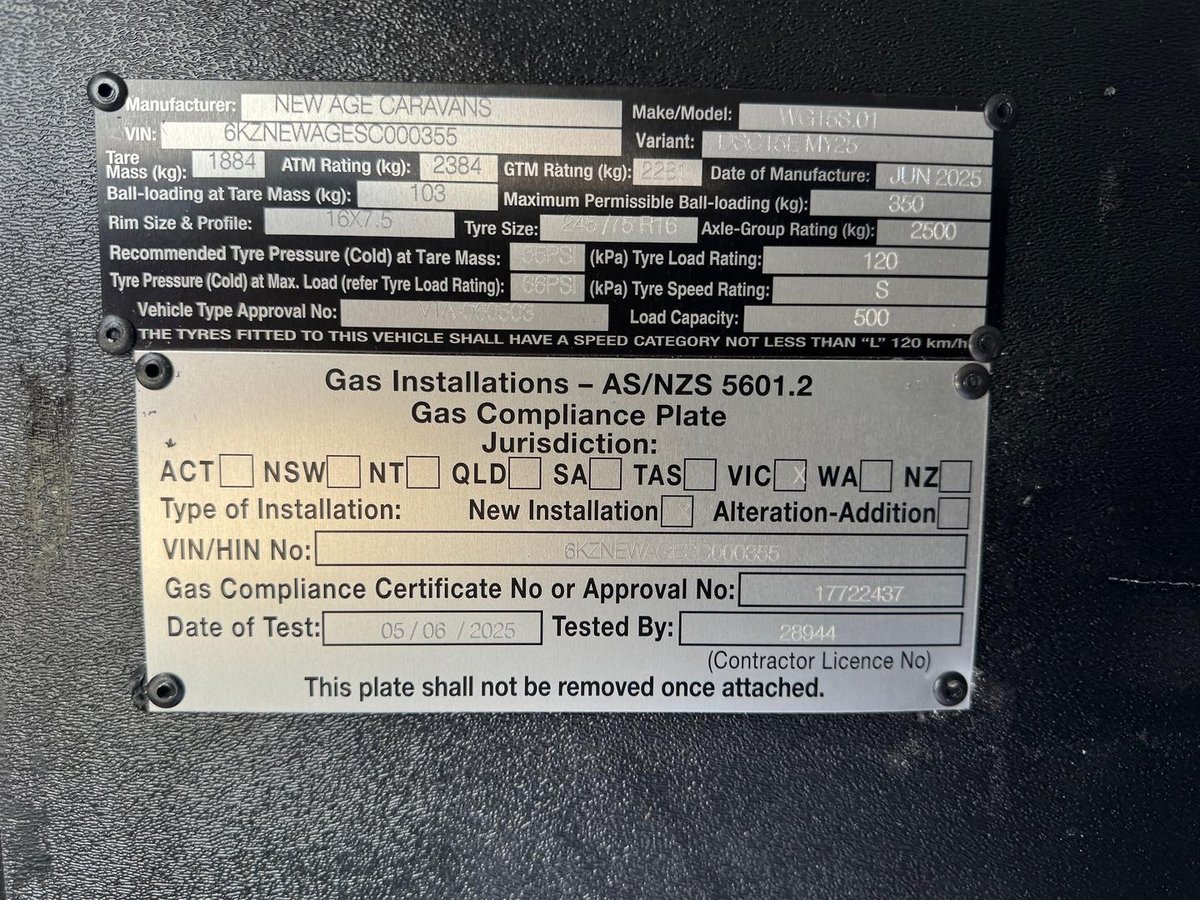 Manufacturer: NEW AGE CARAVANS Make/Model: WG15S.01
VIN: 6KZNEWAGESC000355 Variant: DSC15E MY25
Tare Mass (kg): 1884 ATM Rating (kg): 2384 GTM Rating (kg): Date of Manufacture: JUN 2025
Ball-loading at Tare Mass (kg): 103 Maximum Permissible Ball-loading (kg): 350
Rim Size & Profile: 16X7.5 Tyre Size: 245/75 R16 Axle-Group Rating (kg): 2500
Recommended Tyre Pressure (Cold) at Tare Mass: (kPa) Tyre Load Rating: 120
Tyre Pressure (Cold) at Max. Load (refer Tyre Load Rating): (kPa) Tyre Speed Rating: S
Vehicle Type Approval No: Load Capacity: 500
THE TYRES FITTED TO THIS VEHICLE SHALL HAVE A SPEED CATEGORY NOT LESS THAN “L” 120 km/h.
Gas Installations – AS/NZS 5601.2
Gas Compliance Plate
Jurisdiction:
ACT NSW NT QLD SA TAS VIC X WA NZ
Type of Installation: New Installation X Alteration-Addition
VIN/HIN No: 6KZNEWAGESC000355
Gas Compliance Certificate No or Approval No: 17722437
Date of Test: 05 / 06 / 2025 Tested By: 28944
(Contractor Licence No)
This plate shall not be removed once attached.